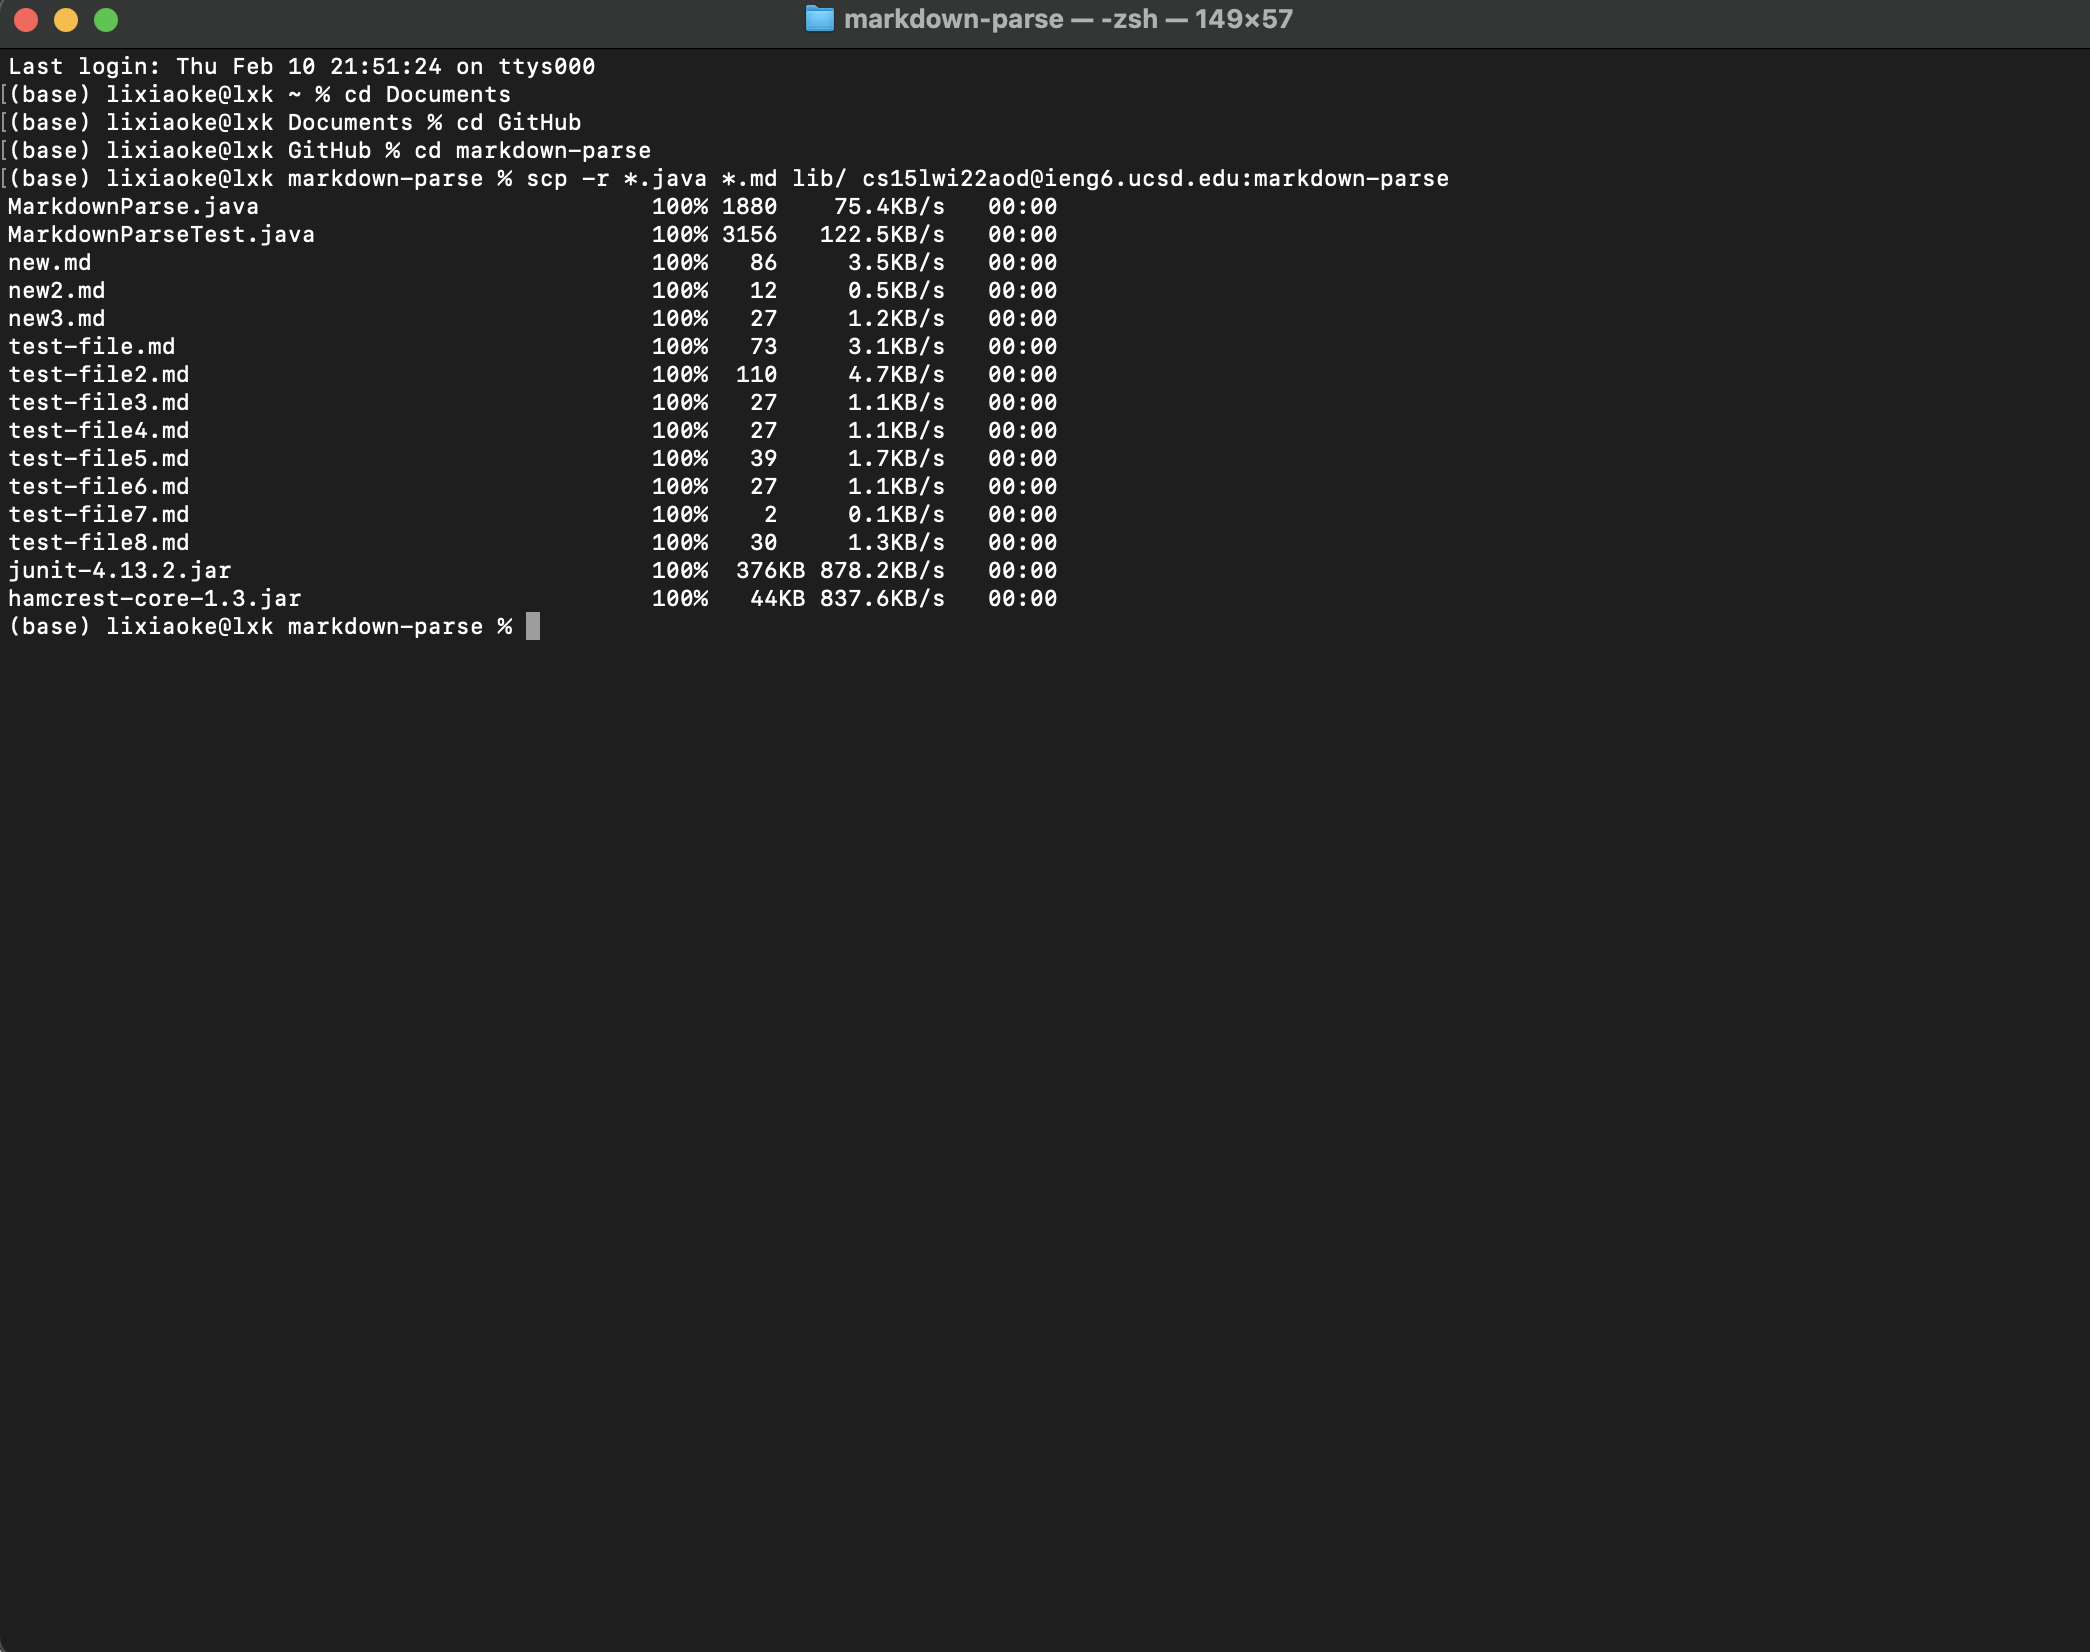 markdown-parse — -zsh — 149×57
Last login: Thu Feb 10 21:51:24 on ttys000
[(base) lixiaoke@lxk ~ % cd Documents
[(base) lixiaoke@lxk Documents % cd GitHub
[(base) lixiaoke@lxk GitHub % cd markdown-parse
[(base) lixiaoke@lxk markdown-parse % scp -r *.java *.md lib/ cs15lwi22aod@ieng6.ucsd.edu:markdown-parse
MarkdownParse.java 100% 1880 75.4KB/s 00:00
MarkdownParseTest.java 100% 3156 122.5KB/s 00:00
new.md 100% 86 3.5KB/s 00:00
new2.md 100% 12 0.5KB/s 00:00
new3.md 100% 27 1.2KB/s 00:00
test-file.md 100% 73 3.1KB/s 00:00
test-file2.md 100% 110 4.7KB/s 00:00
test-file3.md 100% 27 1.1KB/s 00:00
test-file4.md 100% 27 1.1KB/s 00:00
test-file5.md 100% 39 1.7KB/s 00:00
test-file6.md 100% 27 1.1KB/s 00:00
test-file7.md 100% 2 0.1KB/s 00:00
test-file8.md 100% 30 1.3KB/s 00:00
junit-4.13.2.jar 100% 376KB 878.2KB/s 00:00
hamcrest-core-1.3.jar 100% 44KB 837.6KB/s 00:00
(base) lixiaoke@lxk markdown-parse %